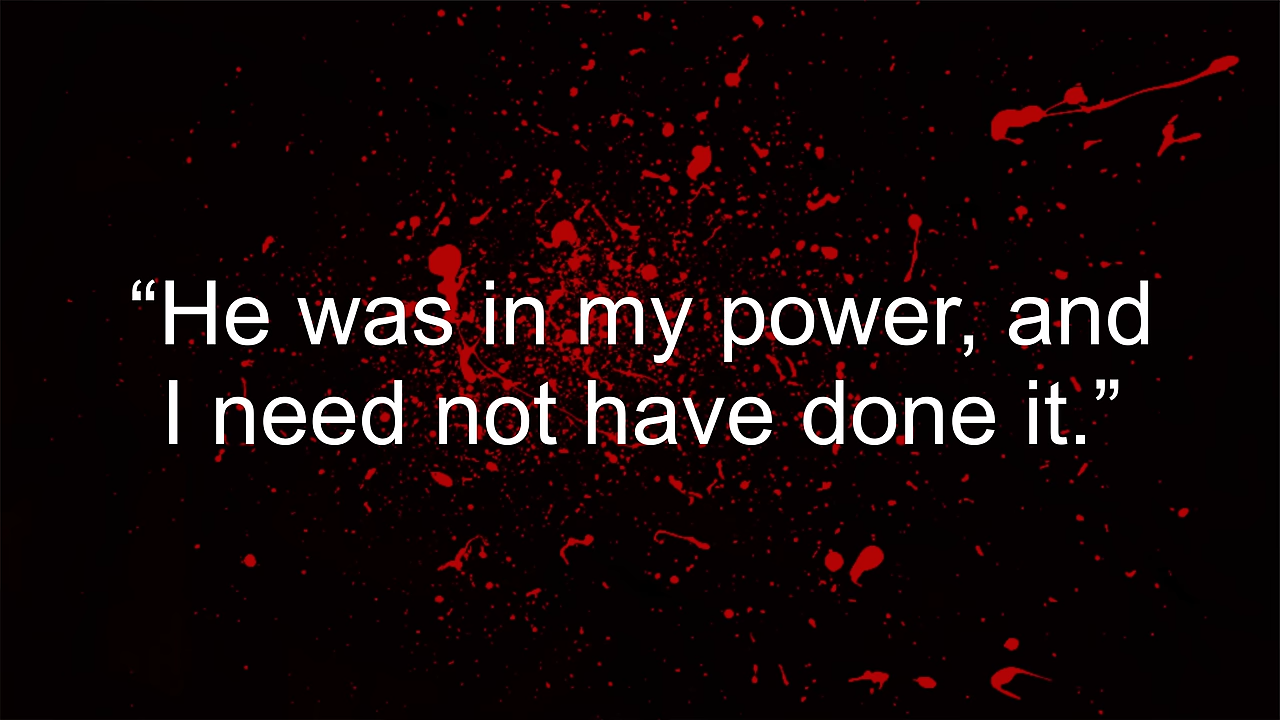 “He was in my power, and
I need not have done it.”